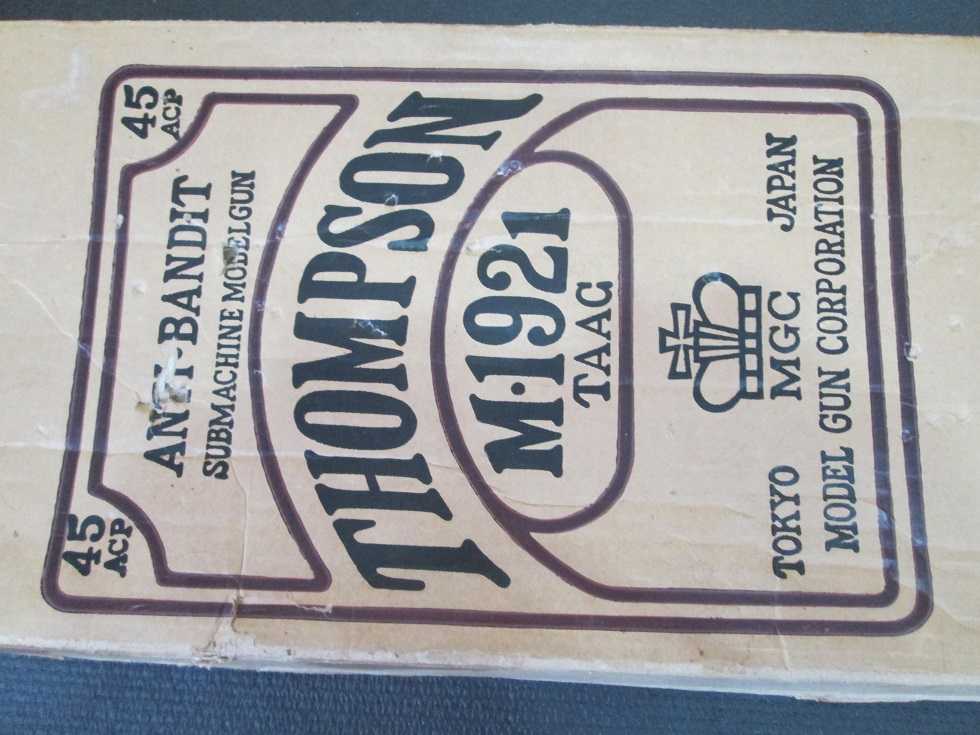 45 ACP
45 ACP
ANTI-BANDIT
SUBMACHINE MODELGUN
THOMPSON
M·1921
TAAC
TOKYO MGC JAPAN
MODEL GUN CORPORATION